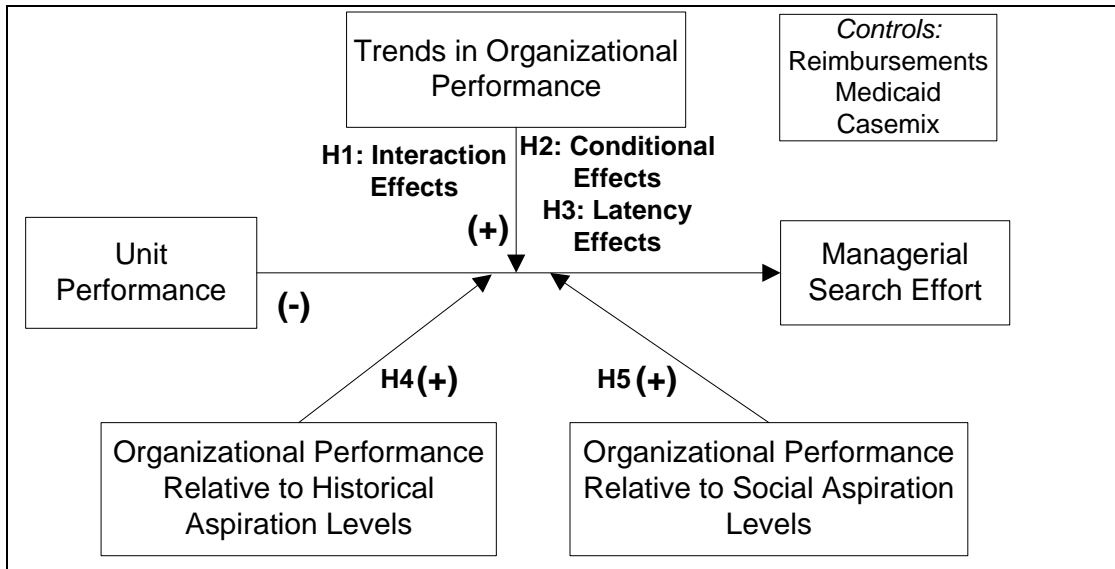 Trends in Organizational
Performance
Controls:
Reimbursements
Medicaid
Casemix
H1: Interaction
Effects
H2: Conditional
Effects
H3: Latency
Effects
(+)
Unit
Performance
(-)
Managerial
Search Effort
H4 (+)
H5 (+)
Organizational Performance
Relative to Historical
Aspiration Levels
Organizational Performance
Relative to Social Aspiration
Levels